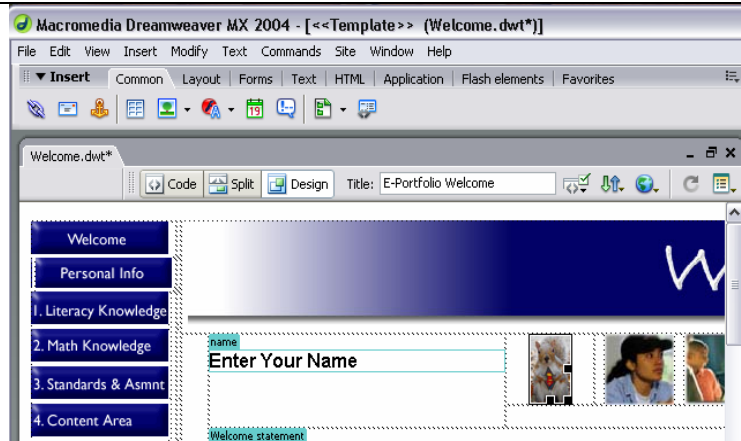 Macromedia Dreamweaver MX 2004 - [<<Template>> (Welcome.dwt*)]
File Edit View Insert Modify Text Commands Site Window Help
▼ Insert Common Layout Forms Text HTML Application Flash elements Favorites
19
Welcome.dwt*
Code Split Design Title: E-Portfolio Welcome
Welcome
Personal Info
1. Literacy Knowledge
2. Math Knowledge
3. Standards & Asmnt
4. Content Area
W
name
Enter Your Name
Welcome statement